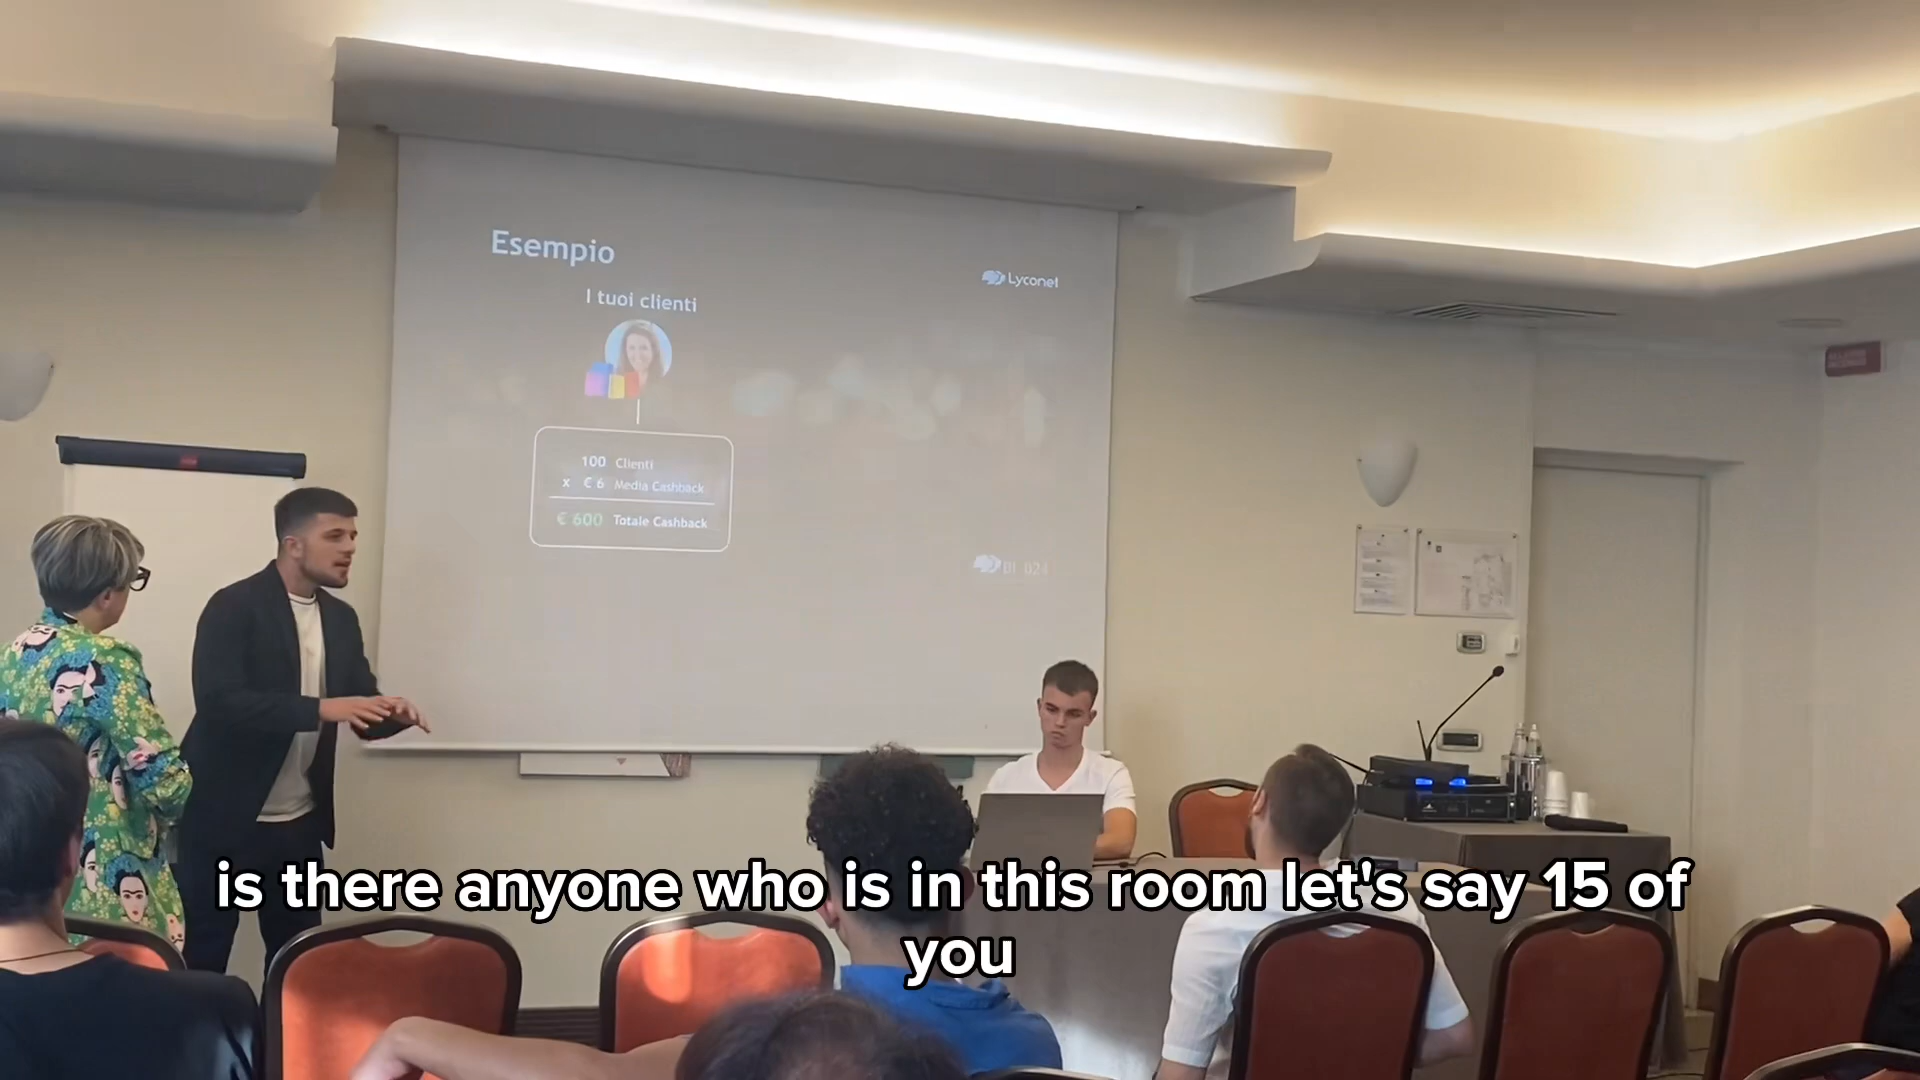 Esempio
Lyconet
I tuoi clienti
100 Clienti
x € 6 Media Cashback
€ 600 Totale Cashback
is there anyone who is in this room let's say 15 of
you